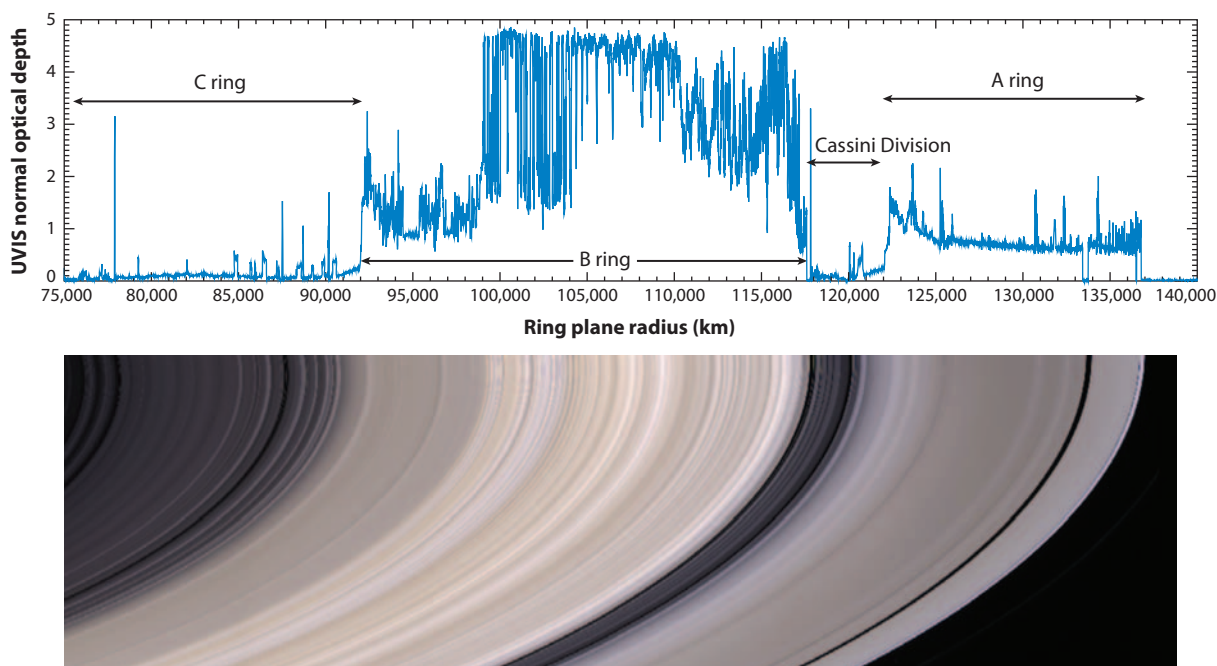 UVIS normal optical depth
5
4
3
2
1
0
C ring
A ring
Cassini Division
B ring
75,000 80,000 85,000 90,000 95,000 100,000 105,000 110,000 115,000 120,000 125,000 130,000 135,000 140,000
Ring plane radius (km)